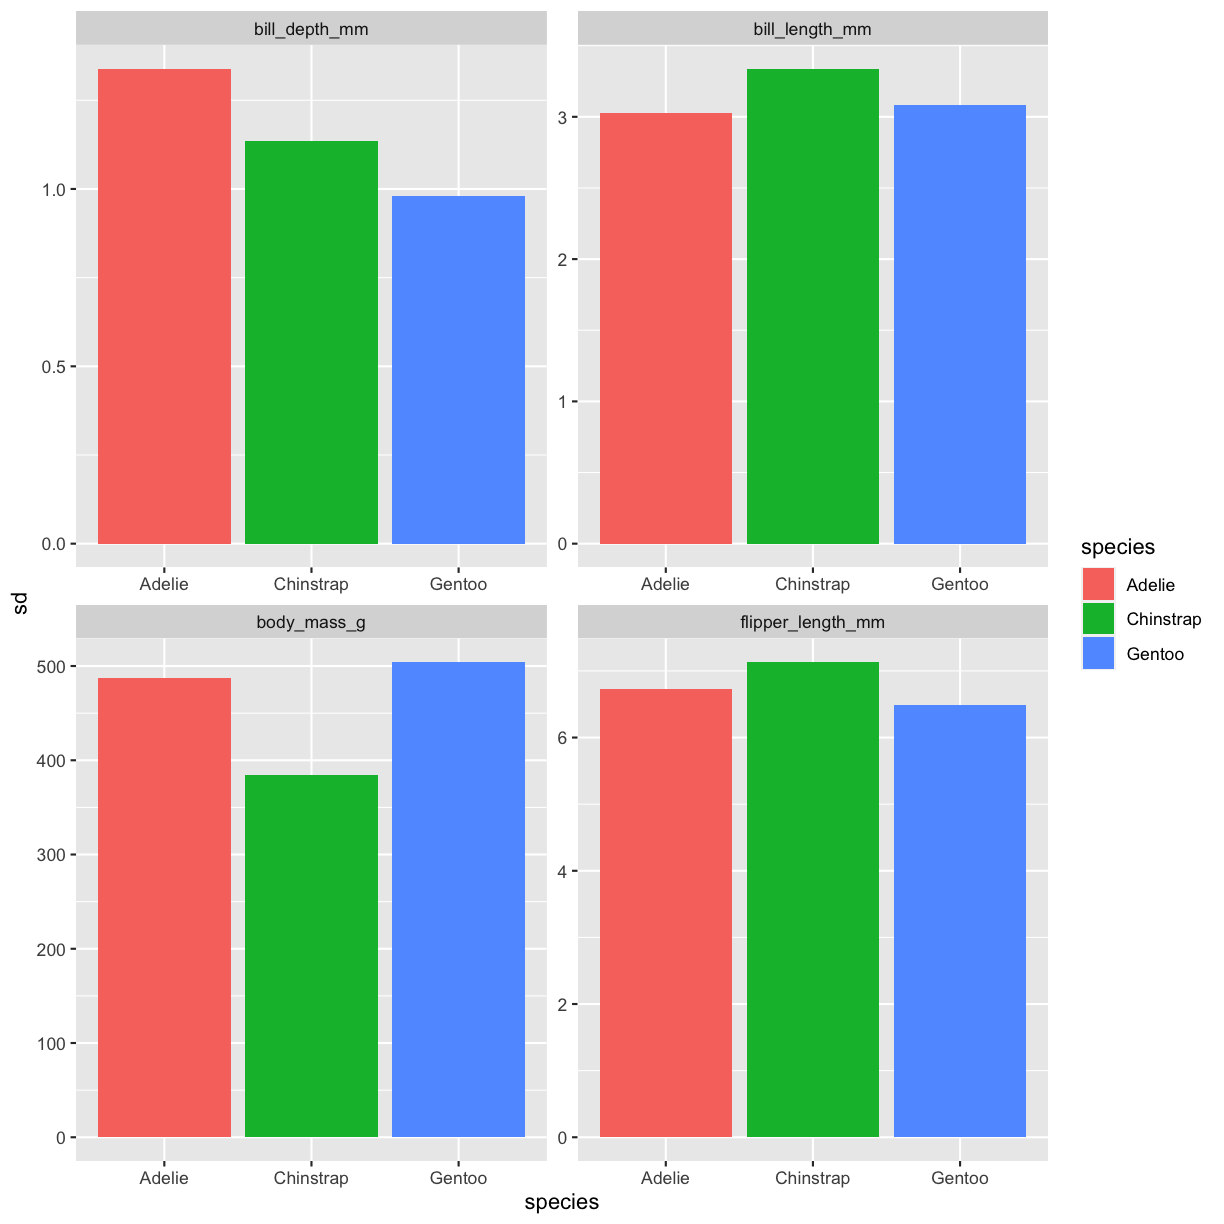 bill_depth_mm
bill_length_mm
1.0
0.5
0.0
3
2
1
0
Adelie
Chinstrap
Gentoo
Adelie
Chinstrap
Gentoo
sd
body_mass_g
flipper_length_mm
500
400
300
200
100
0
6
4
2
0
Adelie
Chinstrap
Gentoo
Adelie
Chinstrap
Gentoo
species
species
Adelie
Chinstrap
Gentoo